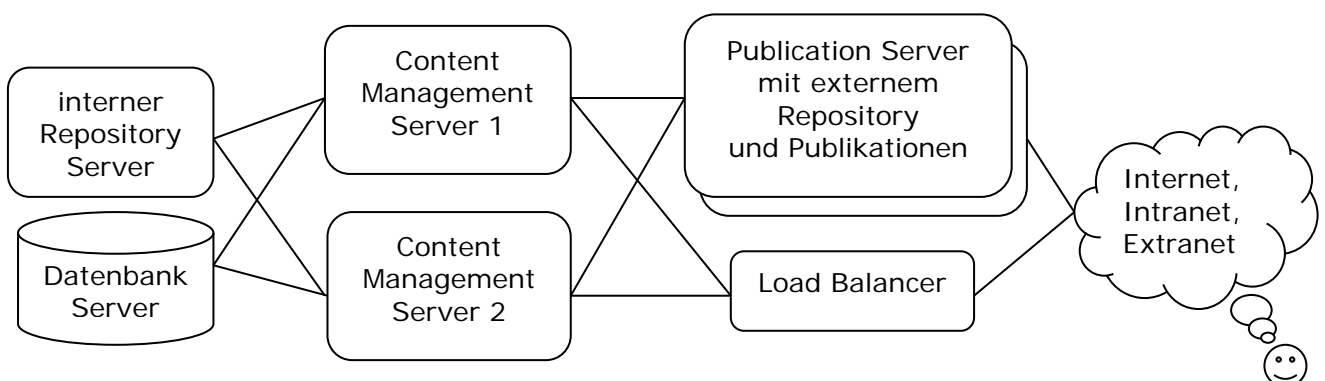 interner
Repository
Server
Datenbank
Server
Content
Management
Server 1
Content
Management
Server 2
Publication Server
mit externem
Repository
und Publikationen
Load Balancer
Internet,
Intranet,
Extranet